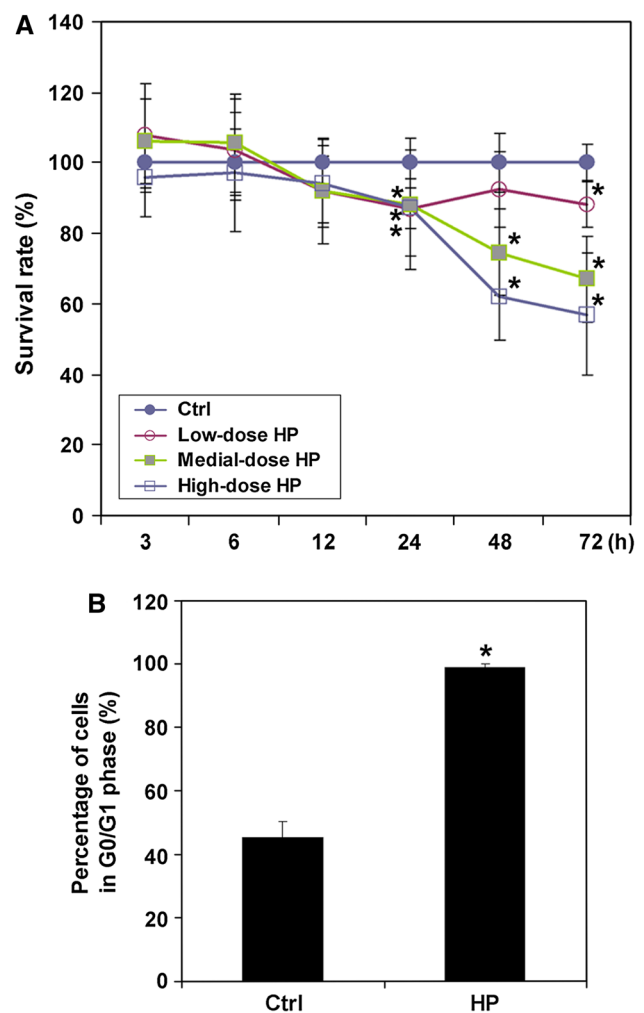 A
140
120
100
80
60
40
20
0
Survival rate (%)
*
*
*
*
*
*
*
*
Ctrl
Low-dose HP
Medial-dose HP
High-dose HP
3 6 12 24 48 72 (h)
B
120
100
80
60
40
20
0
Percentage of cells
in G0/G1 phase (%)
*
Ctrl HP